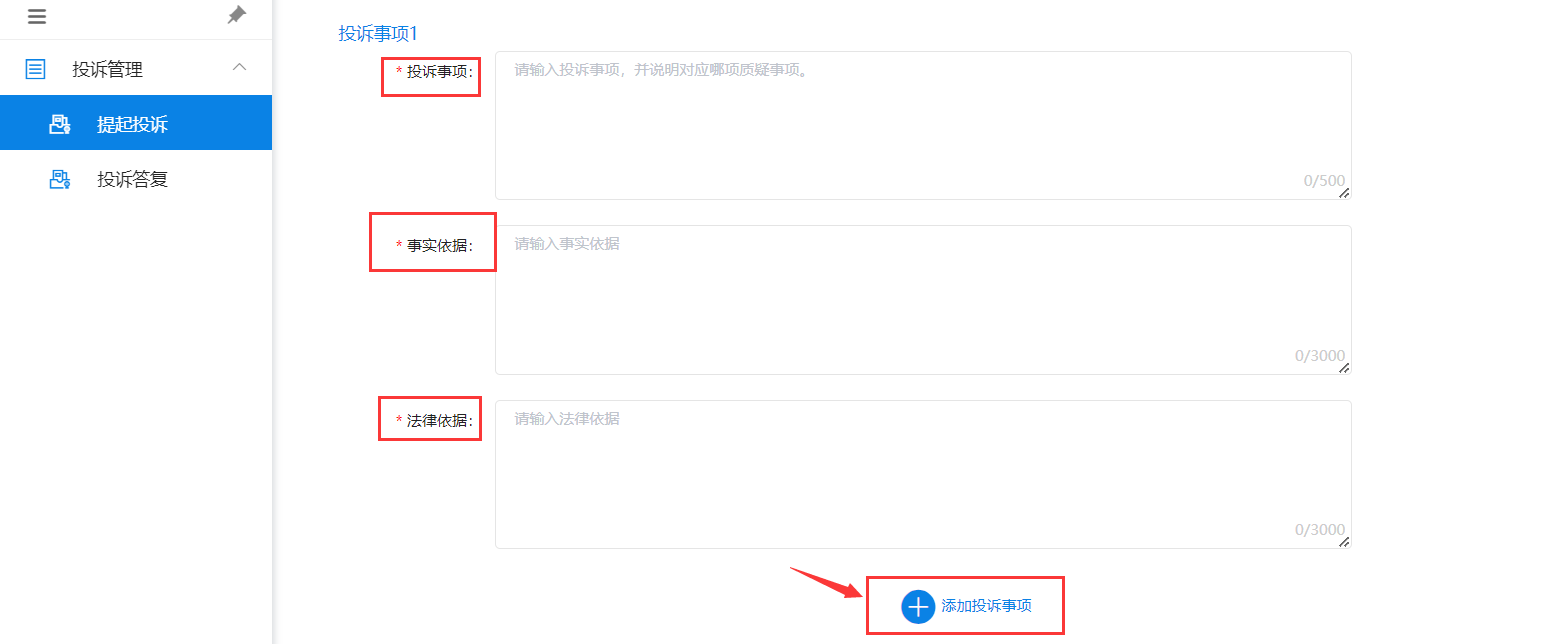 投诉管理
提起投诉
投诉答复
投诉事项1
* 投诉事项：
请输入投诉事项，并说明对应哪项质疑事项。
0/500
* 事实依据：
请输入事实依据
0/3000
* 法律依据：
请输入法律依据
0/3000
添加投诉事项